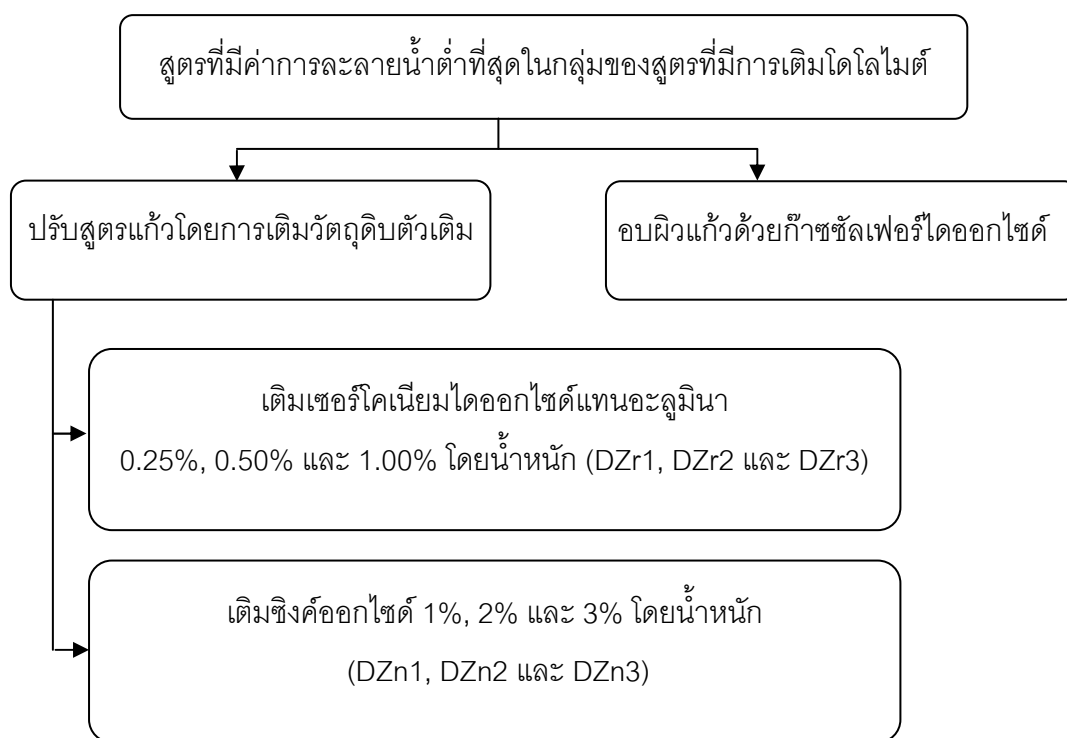 สูตรที่มีค่าการละลายน้ำต่ำที่สุดในกลุ่มของสูตรที่มีการเติมโดโลไมต์
ปรับสูตรแก้วโดยการเติมวัตถุดิบตัวเติม
อบผิวแก้วด้วยก๊าซซัลเฟอร์ไดออกไซด์
เติมเซอร์โคเนียมไดออกไซด์แทนอะลูมินา
0.25%, 0.50% และ 1.00% โดยน้ำหนัก (DZr1, DZr2 และ DZr3)
เติมซิงค์ออกไซด์ 1%, 2% และ 3% โดยน้ำหนัก
(DZn1, DZn2 และ DZn3)